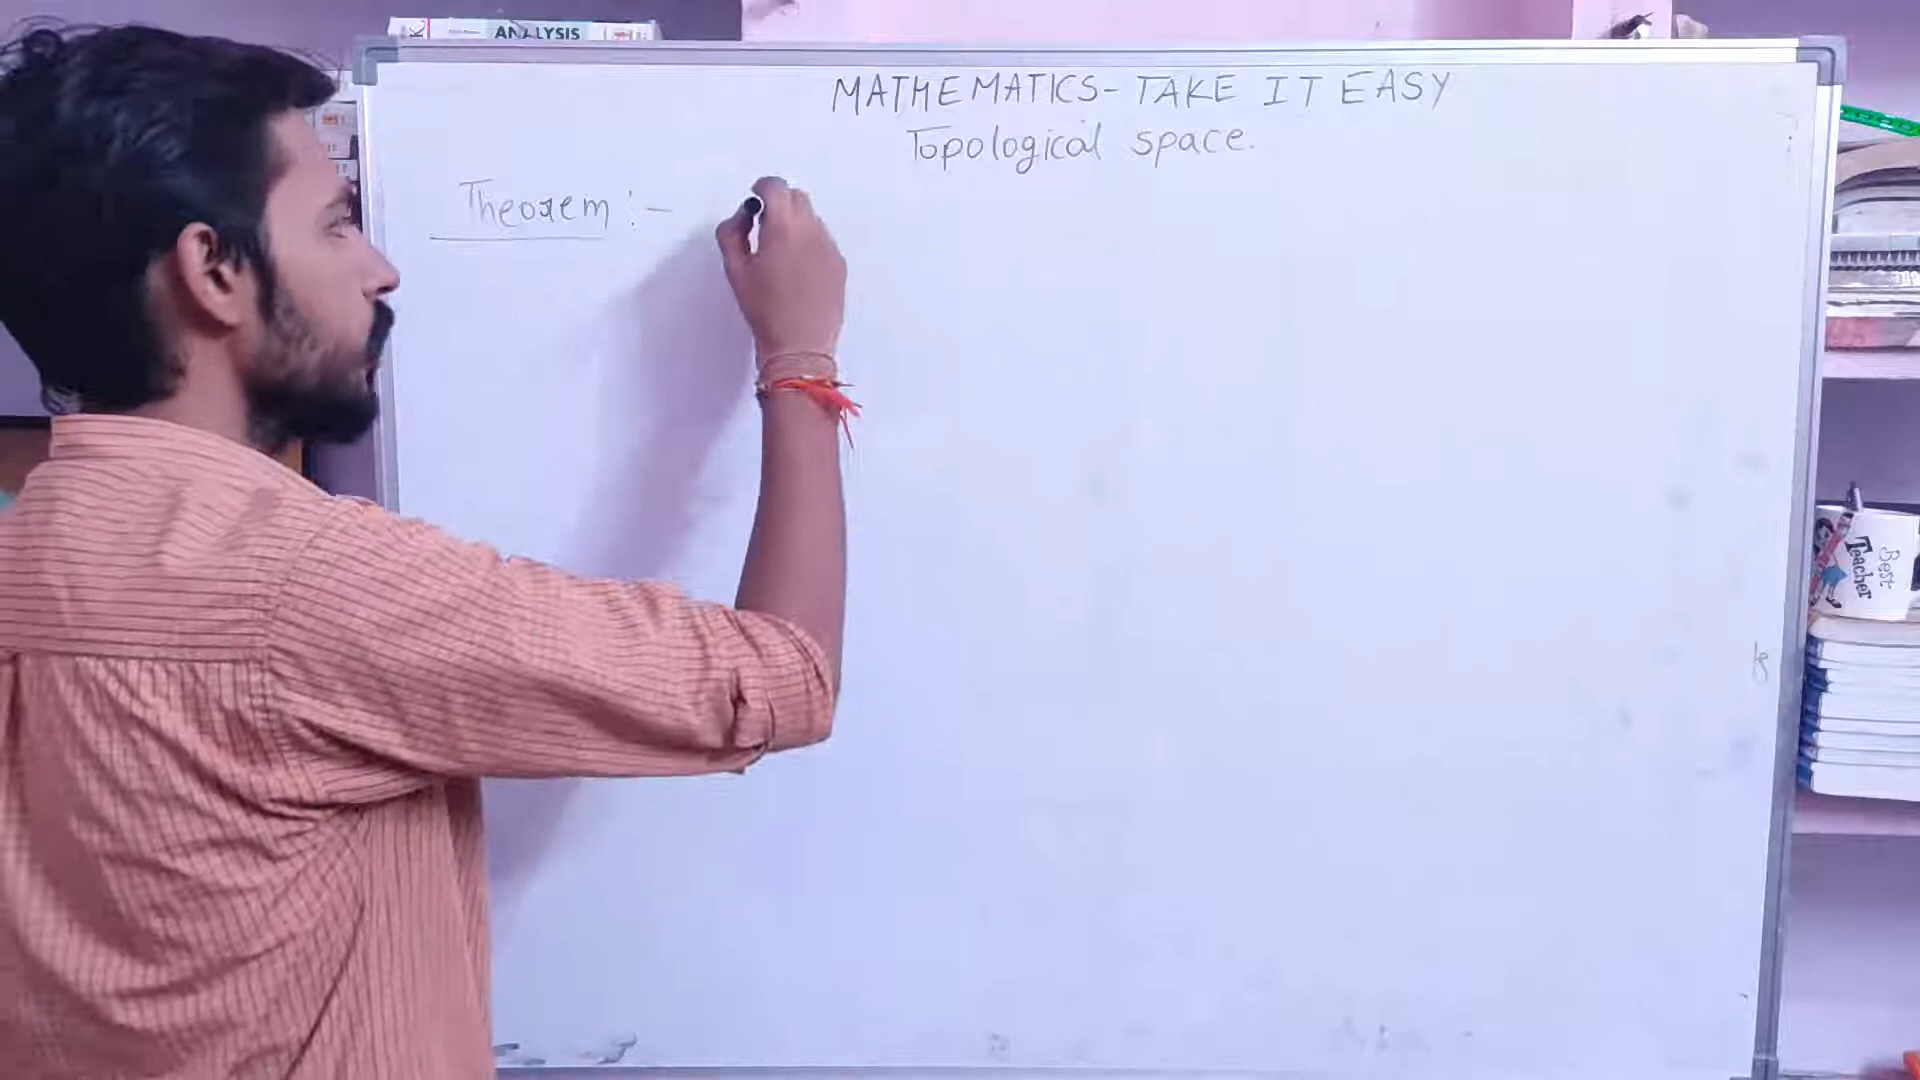 ANALYSIS
MATHEMATICS- TAKE IT EASY
Topological space.
Theorem :-
Best
Teacher